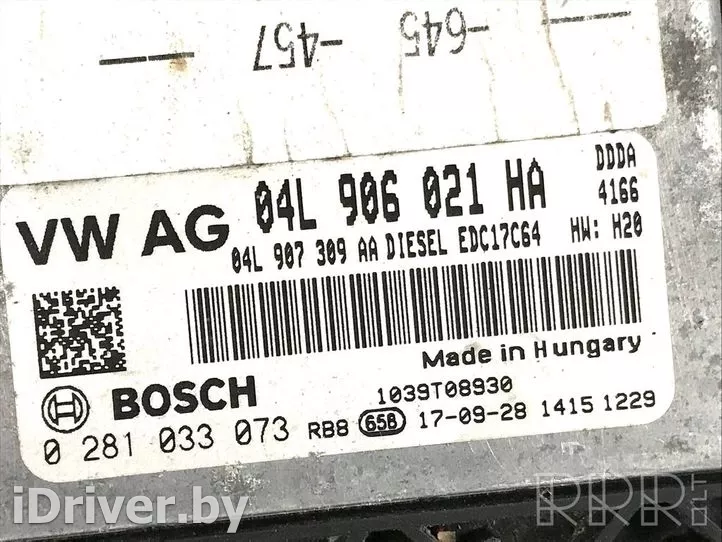 -457 -645
VW AG 04L 906 021 HA DDDA
4166
04L 907 309 AA DIESEL EDC17C64 HW: H20
Made in Hungary
BOSCH 1039T08930
0 281 033 073 RB8 658 17-09-28 1415 1229
iDriver.by
RRR.LT